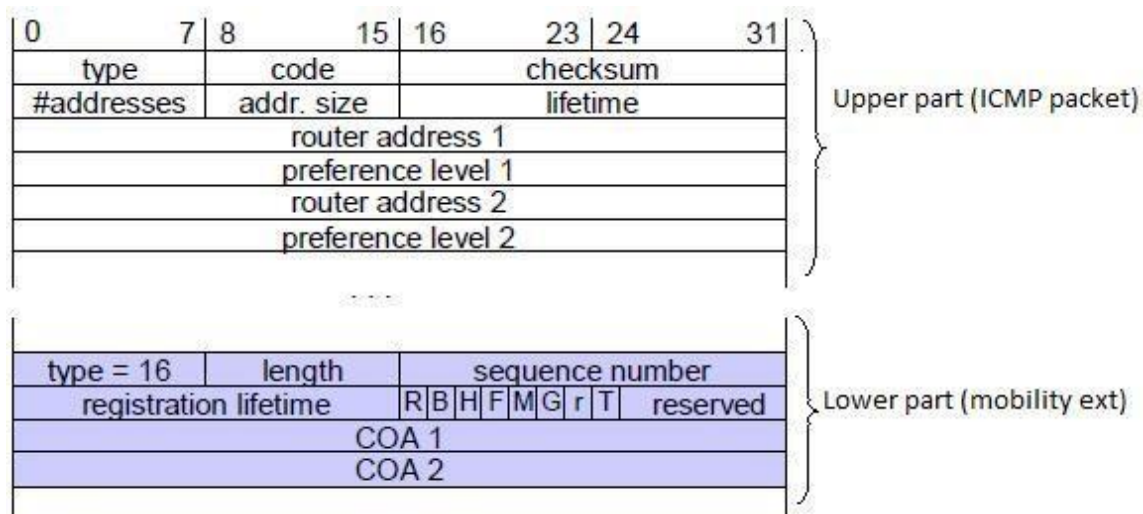 0 7 8 15 16 23 24 31
type code checksum
#addresses addr. size lifetime
router address 1
preference level 1
router address 2
preference level 2
Upper part (ICMP packet)
. . .
type = 16 length sequence number
registration lifetime R B H F M G r T reserved
COA 1
COA 2
Lower part (mobility ext)